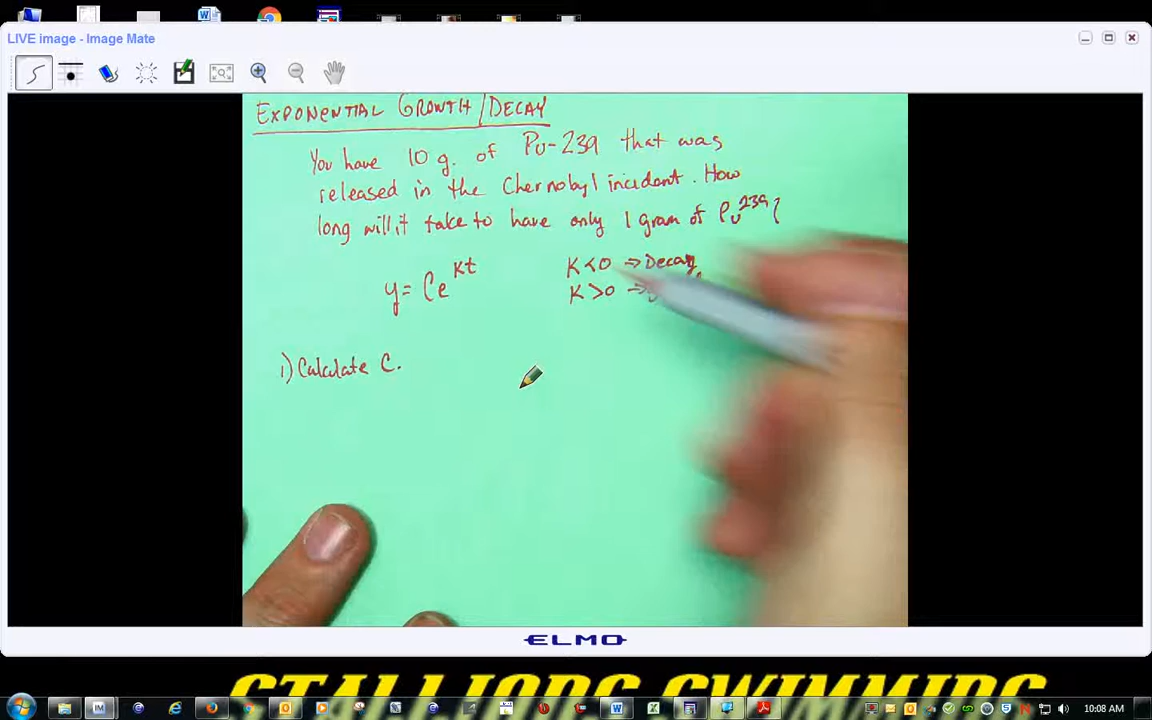 LIVE image - Image Mate
EXPONENTIAL GROWTH/DECAY
You have 10 g. of Pu-239 that was
released in the Chernobyl incident. How
long will it take to have only 1 gram of Pu239?
y = Ce^kt
K<0 ⇒ Decay
K>0 ⇒
1) Calculate C.
ELMO
STALLIONS SWIMMING
10:08 AM